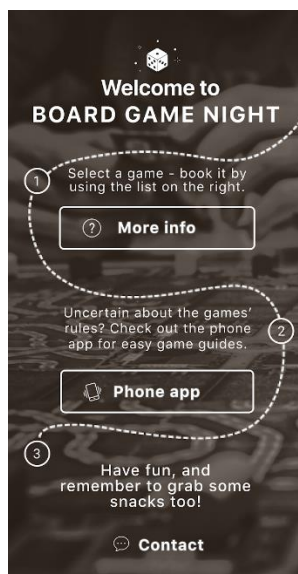 Welcome to
BOARD GAME NIGHT
1
Select a game - book it by
using the list on the right.
? More info
Uncertain about the games'
rules? Check out the phone
app for easy game guides.
2
Phone app
3
Have fun, and
remember to grab some
snacks too!
Contact